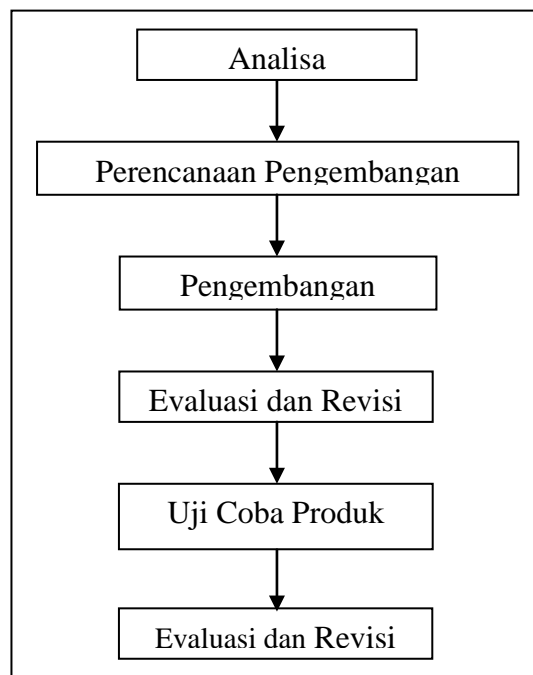 Analisa
Perencanaan Pengembangan
Pengembangan
Evaluasi dan Revisi
Uji Coba Produk
Evaluasi dan Revisi